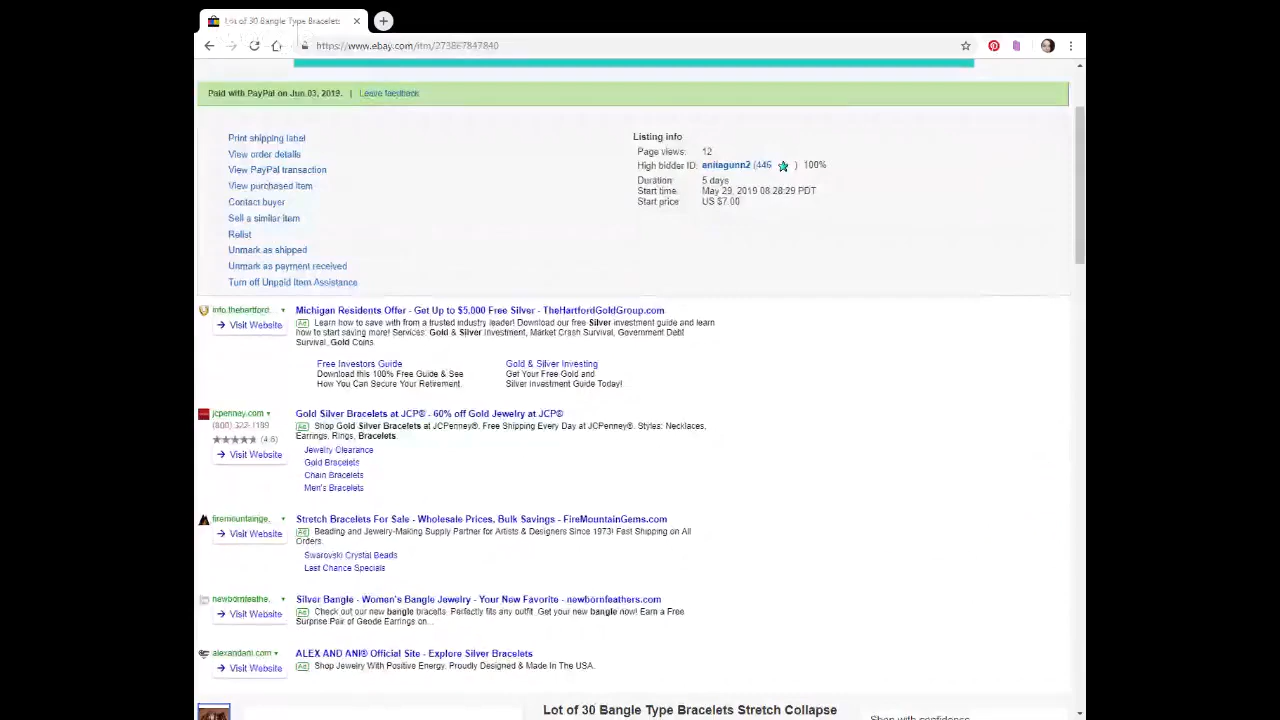 Lot of 30 Bangle Type Bracelets
https://www.ebay.com/itm/273867847840
Paid with PayPal on Jun 03, 2019. | Leave feedback
Print shipping label
View order details
View PayPal transaction
View purchased item
Contact buyer
Sell a similar item
Relist
Unmark as shipped
Unmark as payment received
Turn off Unpaid Item Assistance
Listing info
Page views: 12
High bidder ID: anitagunn2 (446 ) 100%
Duration: 5 days
Start time: May 29, 2019 08:28:29 PDT
Start price: US $7.00
info.thehartford...
Visit Website
Michigan Residents Offer - Get Up to $5,000 Free Silver - TheHartfordGoldGroup.com
Ad Learn how to save with from a trusted industry leader! Download our free Silver investment guide and learn
how to start saving more! Services: Gold & Silver Investment, Market Crash Survival, Government Debt
Survival, Gold Coins.
Free Investors Guide
Download this 100% Free Guide & See
How You Can Secure Your Retirement.
Gold & Silver Investing
Get Your Free Gold and
Silver Investment Guide Today!
jcpenney.com
(800) 322-1189
(4.6)
Visit Website
Gold Silver Bracelets at JCP® - 60% off Gold Jewelry at JCP®
Ad Shop Gold Silver Bracelets at JCPenney®. Free Shipping Every Day at JCPenney®. Styles: Necklaces,
Earrings, Rings, Bracelets.
Jewelry Clearance
Gold Bracelets
Chain Bracelets
Men's Bracelets
firemountainge.
Visit Website
Stretch Bracelets For Sale - Wholesale Prices, Bulk Savings - FireMountainGems.com
Ad Beading and Jewelry-Making Supply Partner for Artists & Designers Since 1973! Fast Shipping on All
Orders.
Swarovski Crystal Beads
Last Chance Specials
newbornfeathe.
Visit Website
Silver Bangle - Women's Bangle Jewelry - Your New Favorite - newbornfeathers.com
Ad Check out our new bangle bracelts. Perfectly fits any outfit. Get your new bangle now! Earn a Free
Surprise Pair of Geode Earrings on...
alexandani.com
Visit Website
ALEX AND ANI® Official Site - Explore Silver Bracelets
Ad Shop Jewelry With Positive Energy. Proudly Designed & Made In The USA.
Lot of 30 Bangle Type Bracelets Stretch Collapse
Shop with confidence